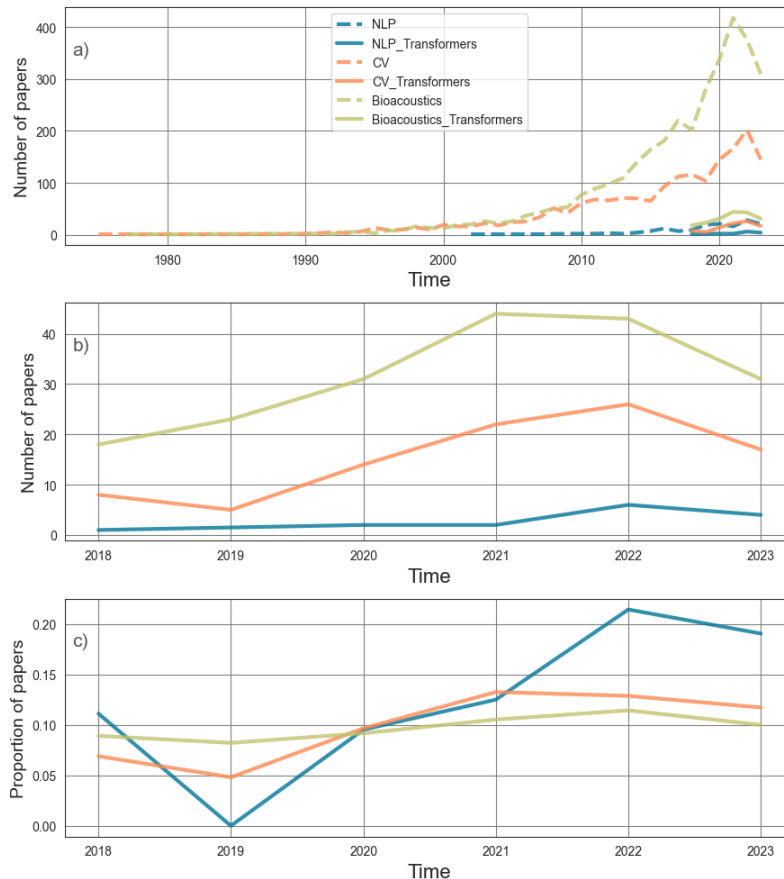 a)
NLP
NLP_Transformers
CV
CV_Transformers
Bioacoustics
Bioacoustics_Transformers
Number of papers
400
300
200
100
0
1980 1990 2000 2010 2020
Time
b)
Number of papers
40
30
20
10
0
2018 2019 2020 2021 2022 2023
Time
c)
Proportion of papers
0.20
0.15
0.10
0.05
0.00
2018 2019 2020 2021 2022 2023
Time